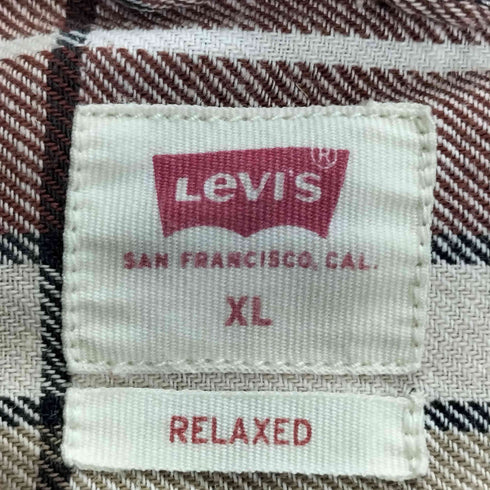 LEVI'S®
SAN FRANCISCO, CAL.
XL
RELAXED